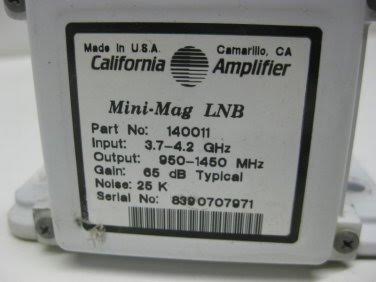 Made in U.S.A. Camarillo, CA
California Amplifier
Mini-Mag LNB
Part No: 140011
Input: 3.7-4.2 GHz
Output: 950-1450 MHz
Gain: 65 dB Typical
Noise: 25 K
Serial No: 8390707971